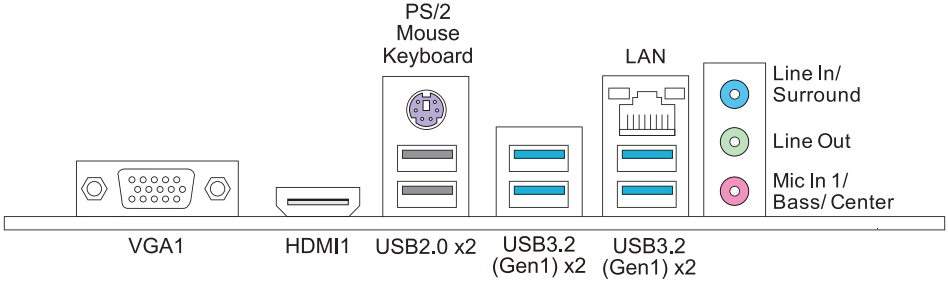 PS/2
Mouse
Keyboard
LAN
Line In/
Surround
Line Out
Mic In 1/
Bass/ Center
VGA1
HDMI1
USB2.0 x2
USB3.2
(Gen1) x2
USB3.2
(Gen1) x2